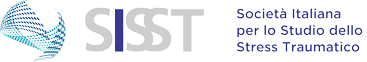 SISST
Società Italiana
per lo Studio dello
Stress Traumatico